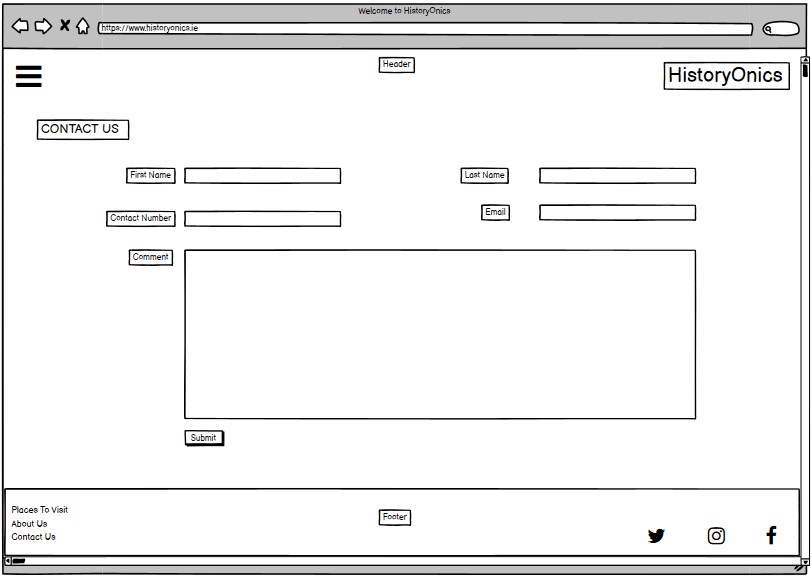 Welcome to HistoryOnics
https://www.historyonics.ie
Header
HistoryOnics
CONTACT US
First Name
Last Name
Contact Number
Email
Comment
Submit
Places To Visit
About Us
Contact Us
Footer